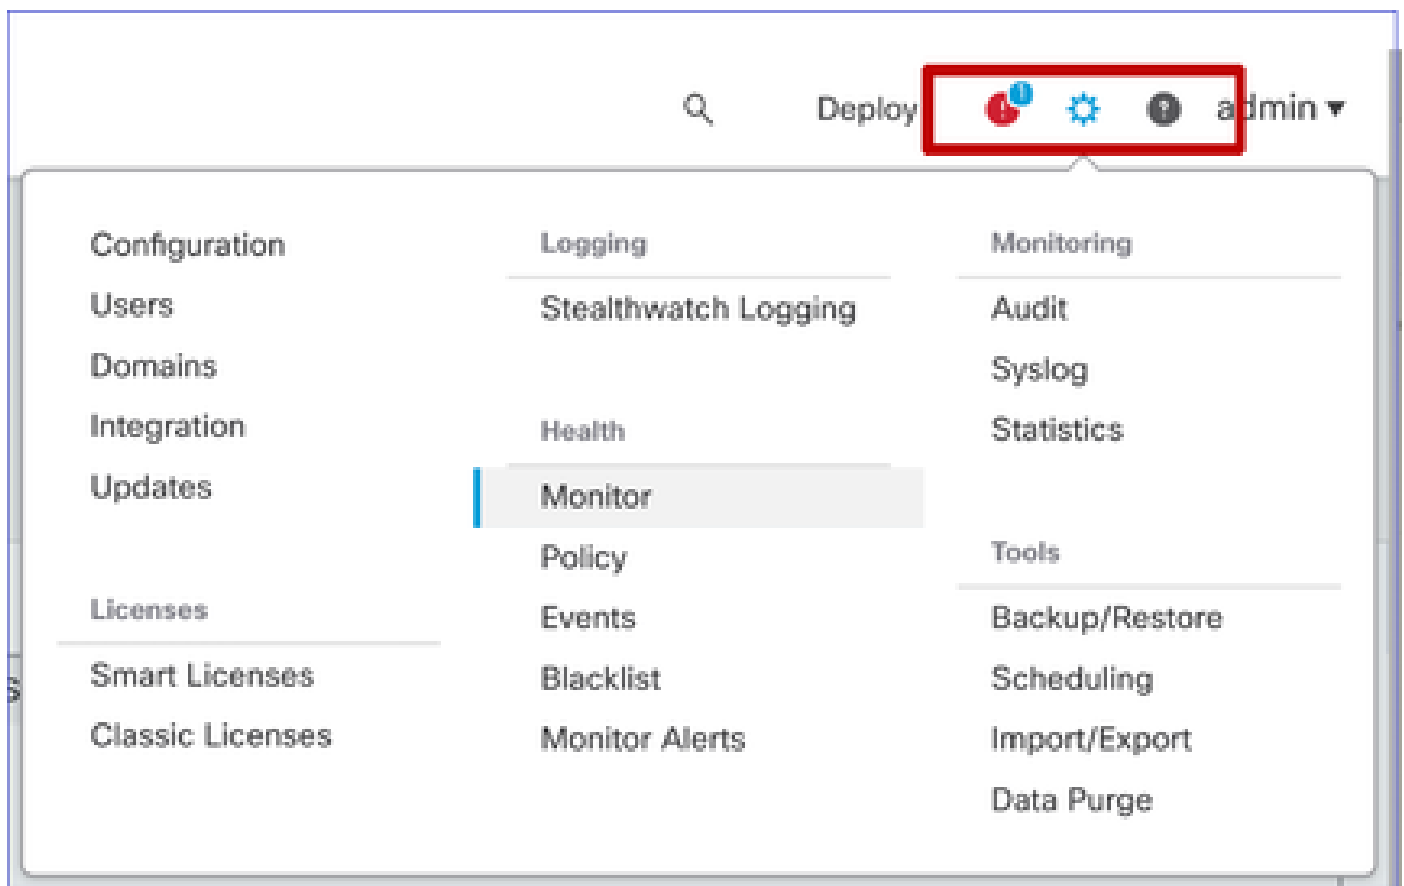 Deploy admin
Configuration
Users
Domains
Integration
Updates
Licenses
Smart Licenses
Classic Licenses
Logging
Stealthwatch Logging
Health
Monitor
Policy
Events
Blacklist
Monitor Alerts
Monitoring
Audit
Syslog
Statistics
Tools
Backup/Restore
Scheduling
Import/Export
Data Purge
s